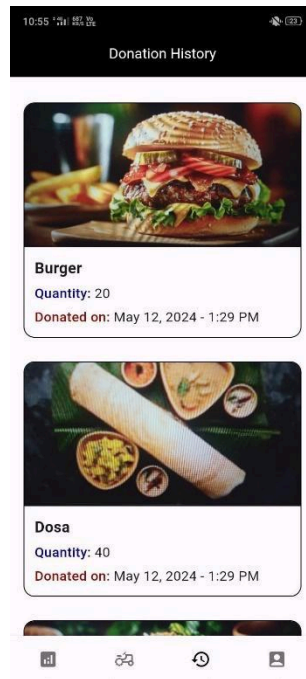 10:55
Donation History
Burger
Quantity: 20
Donated on: May 12, 2024 - 1:29 PM
Dosa
Quantity: 40
Donated on: May 12, 2024 - 1:29 PM